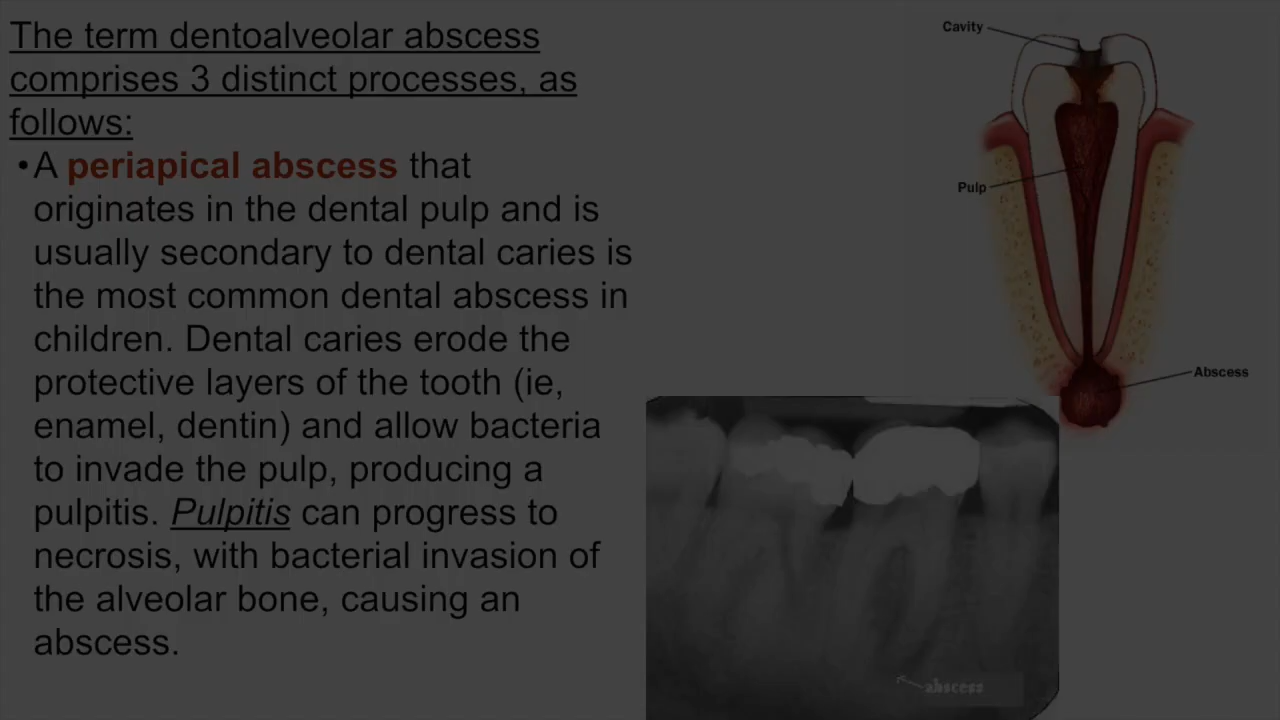 The term dentoalveolar abscess
comprises 3 distinct processes, as
follows:
•A periapical abscess that
originates in the dental pulp and is
usually secondary to dental caries is
the most common dental abscess in
children. Dental caries erode the
protective layers of the tooth (ie,
enamel, dentin) and allow bacteria
to invade the pulp, producing a
pulpitis. Pulpitis can progress to
necrosis, with bacterial invasion of
the alveolar bone, causing an
abscess.
Cavity
Pulp
Abscess
abscess